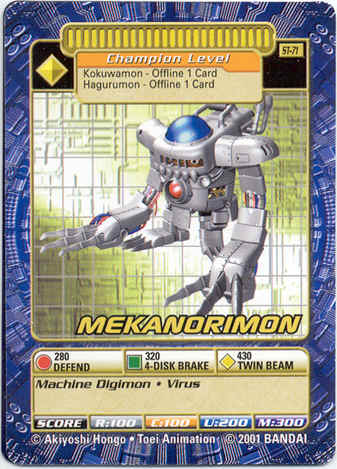 ST-71
Champion Level
Kokuwamon - Offline 1 Card
Hagurumon - Offline 1 Card
MEKANORIMON
280
DEFEND
320
4-DISK BRAKE
430
TWIN BEAM
Machine Digimon • Virus
SCORE R:100 C:100 U:200 M:300
© Akiyoshi Hongo • Toei Animation © 2001 BANDAI